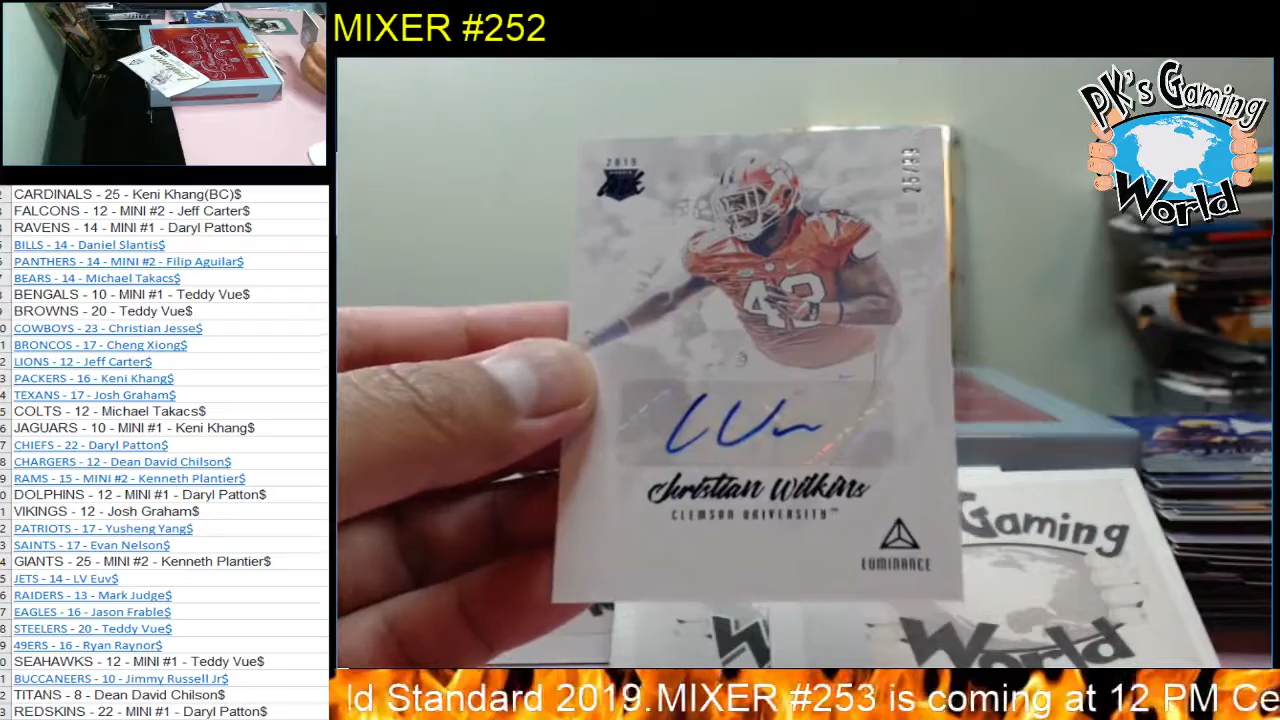 MIXER #252
PK's Gaming
World
CARDINALS - 25 - Keni Khang(BC)$
FALCONS - 12 - MINI #2 - Jeff Carter$
RAVENS - 14 - MINI #1 - Daryl Patton$
BILLS - 14 - Daniel Slantis$
PANTHERS - 14 - MINI #2 - Filip Aguilar$
BEARS - 14 - Michael Takacs$
BENGALS - 10 - MINI #1 - Teddy Vue$
BROWNS - 20 - Teddy Vue$
COWBOYS - 23 - Christian Jesse$
BRONCOS - 17 - Cheng Xiong$
LIONS - 12 - Jeff Carter$
PACKERS - 16 - Keni Khang$
TEXANS - 17 - Josh Graham$
COLTS - 12 - Michael Takacs$
JAGUARS - 10 - MINI #1 - Keni Khang$
CHIEFS - 22 - Daryl Patton$
CHARGERS - 12 - Dean David Chilson$
RAMS - 15 - MINI #2 - Kenneth Plantier$
DOLPHINS - 12 - MINI #1 - Daryl Patton$
VIKINGS - 12 - Josh Graham$
PATRIOTS - 17 - Yusheng Yang$
SAINTS - 17 - Evan Nelson$
GIANTS - 25 - MINI #2 - Kenneth Plantier$
JETS - 14 - LV Euv$
RAIDERS - 13 - Mark Judge$
EAGLES - 16 - Jason Frable$
STEELERS - 20 - Teddy Vue$
49ERS - 16 - Ryan Raynor$
SEAHAWKS - 12 - MINI #1 - Teddy Vue$
BUCCANEERS - 10 - Jimmy Russell Jr$
TITANS - 8 - Dean David Chilson$
REDSKINS - 22 - MINI #1 - Daryl Patton$
2019
25/99
42
Christian Wilkins
CLEMSON UNIVERSITY™
LUMINANCE
Gaming
World
ld Standard 2019.MIXER #253 is coming at 12 PM Ce